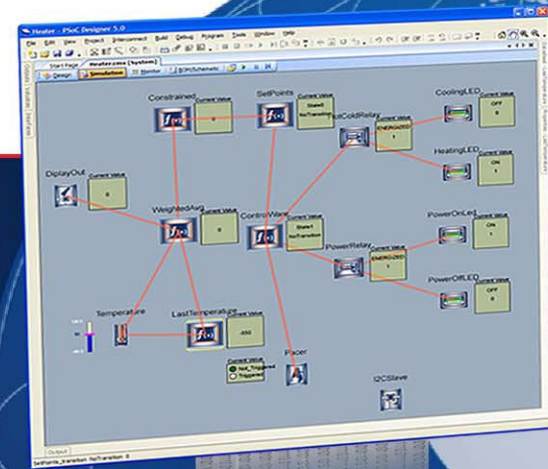 Heater - PSoC Designer 5.0
File Edit View Project Interconnect Build Debug Program Tools Window Help
Start Page Heater.cmx [System]
Design Simulation Monitor BOM/Schematic
Constrained
Current Value
0
SetPoints
Current Value
State0
NoTransition
HotColdRelay
Current Value
ENERGIZED
1
CoolingLED
Current Value
OFF
0
HeatingLED
Current Value
ON
1
DiplayOut
Current Value
0
WeightedAvg
Current Value
0
ControlWare
Current Value
State1
NoTransition
PowerRelay
Current Value
ENERGIZED
1
PowerOnLed
Current Value
ON
1
PowerOffLED
Current Value
OFF
0
Temperature
LastTemperature
Current Value
-550
Current Value
Not_Triggered
Triggered
Pacer
I2CSlave
Output
SetPoints_transition NoTransition 0